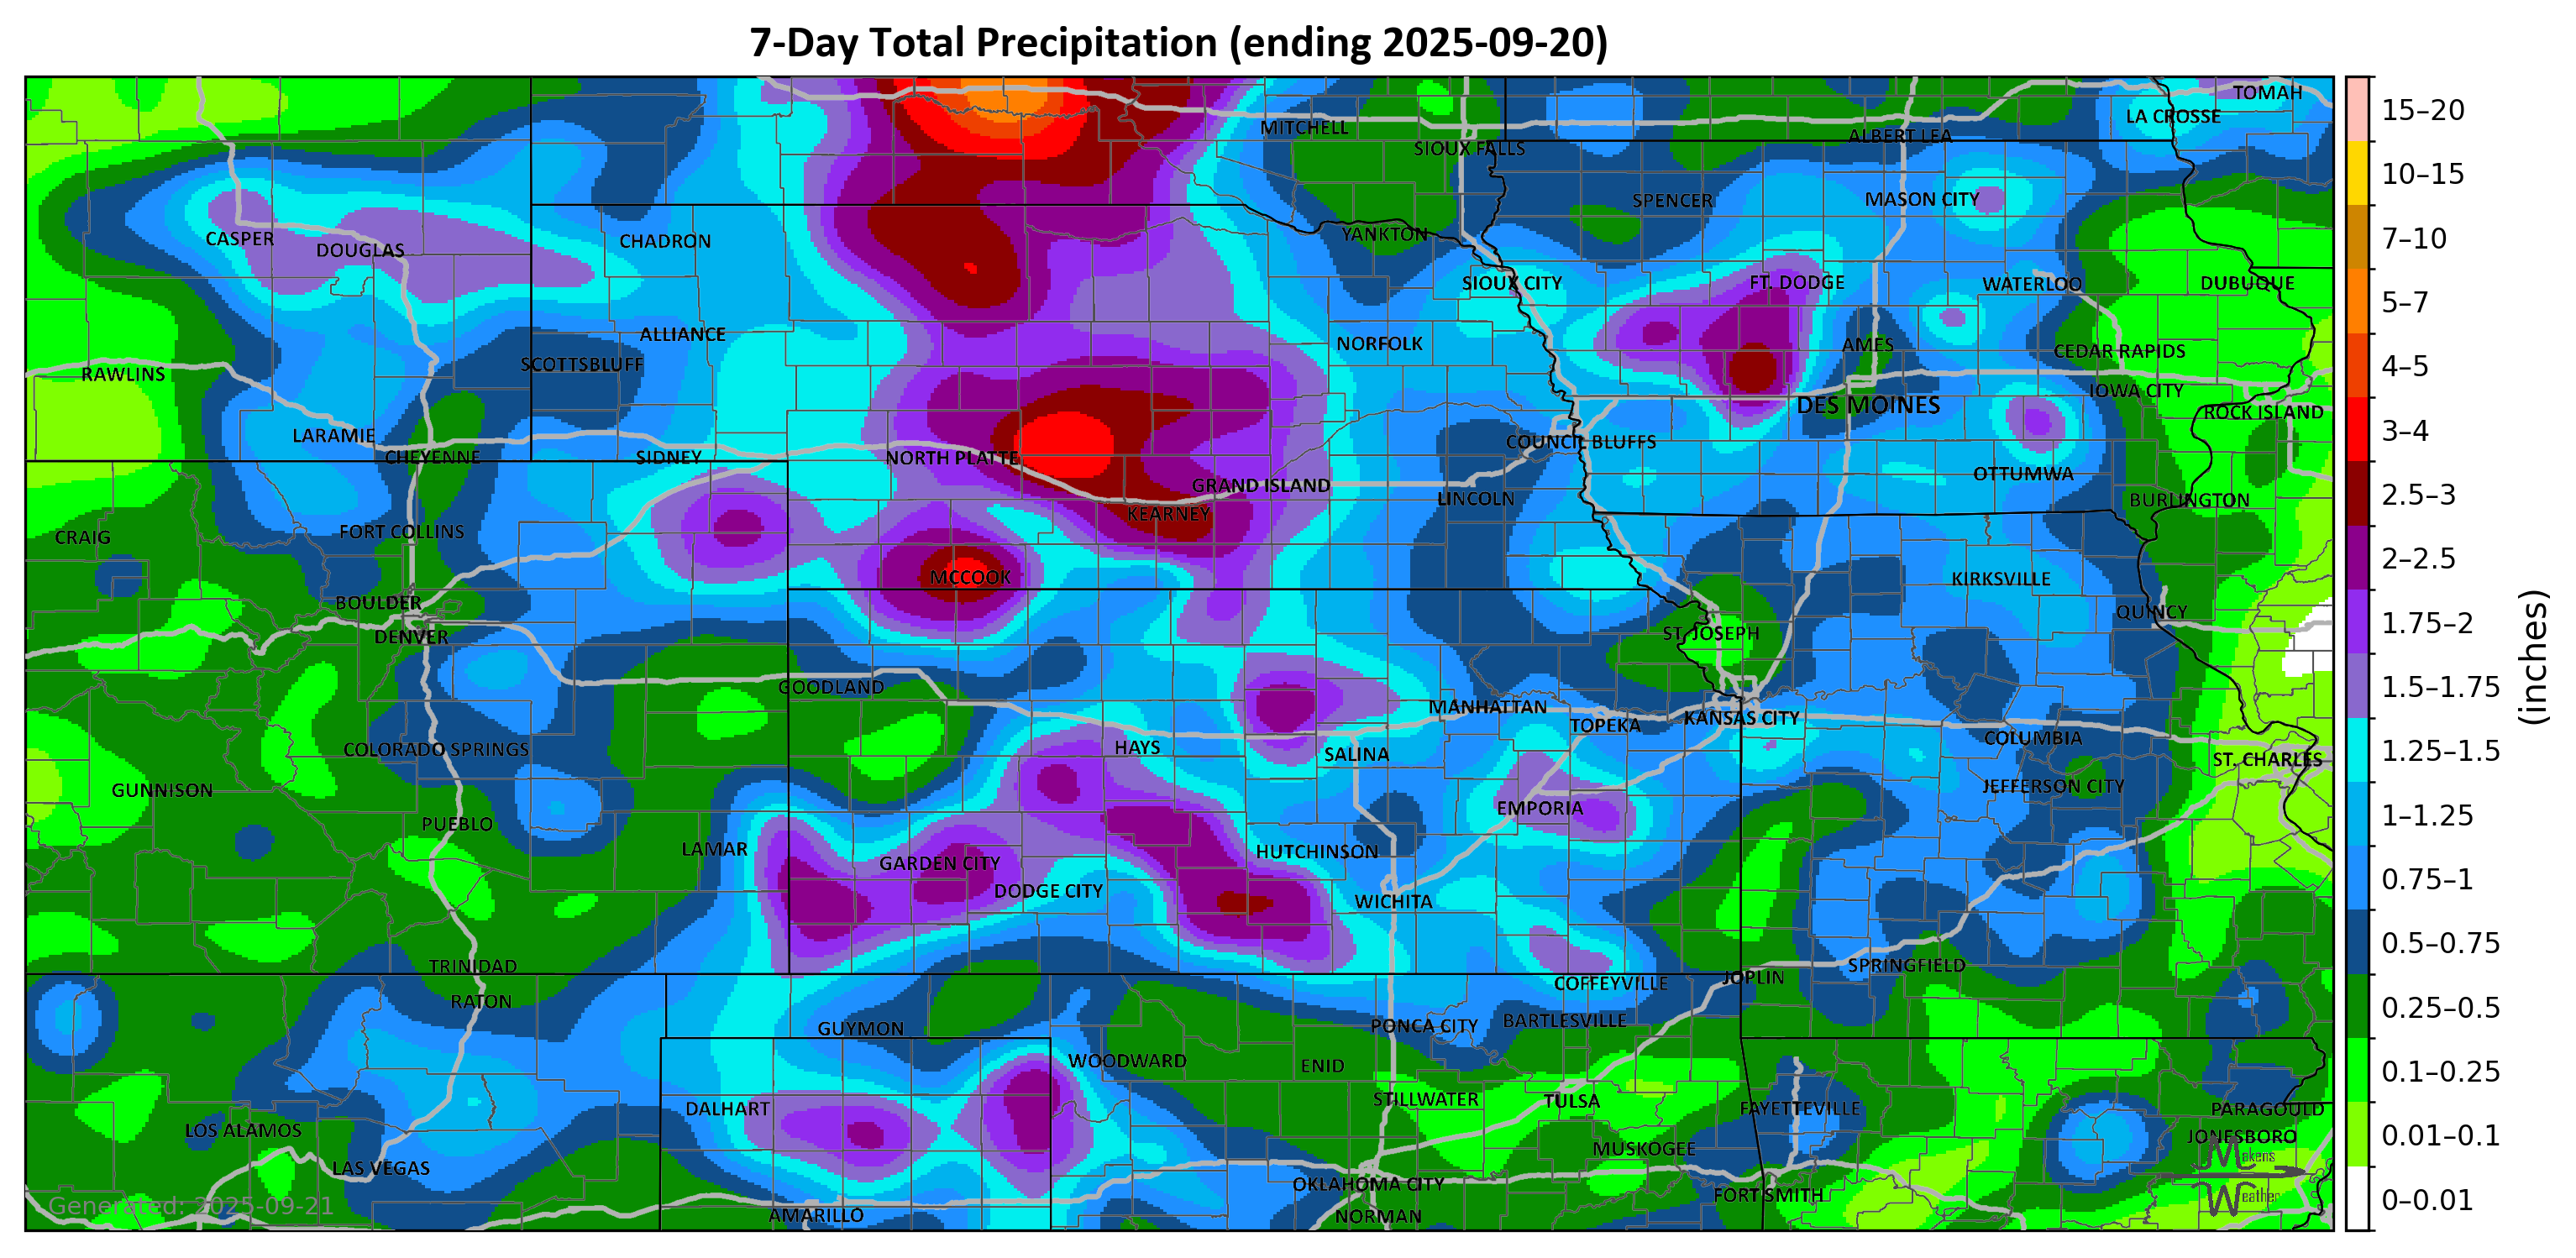 7-Day Total Precipitation (ending 2025-09-20)
TOMAH
LA CROSSE
MITCHELL
ALBERT LEA
SIOUX FALLS
SPENCER
MASON CITY
YANKTON
CASPER
DOUGLAS
CHADRON
SIOUX CITY
FT. DODGE
WATERLOO
DUBUQUE
ALLIANCE
NORFOLK
AMES
CEDAR RAPIDS
SCOTTSBLUFF
RAWLINS
IOWA CITY
DES MOINES
ROCK ISLAND
LARAMIE
COUNCIL BLUFFS
CHEYENNE
SIDNEY
NORTH PLATTE
OTTUMWA
GRAND ISLAND
LINCOLN
BURLINGTON
KEARNEY
FORT COLLINS
CRAIG
MCCOOK
KIRKSVILLE
BOULDER
QUINCY
DENVER
ST. JOSEPH
GOODLAND
MANHATTAN
KANSAS CITY
TOPEKA
COLUMBIA
COLORADO SPRINGS
HAYS
SALINA
ST. CHARLES
GUNNISON
JEFFERSON CITY
EMPORIA
PUEBLO
LAMAR
HUTCHINSON
GARDEN CITY
DODGE CITY
WICHITA
TRINIDAD
SPRINGFIELD
JOPLIN
COFFEYVILLE
RATON
GUYMON
PONCA CITY
BARTLESVILLE
WOODWARD
ENID
STILLWATER
TULSA
DALHART
FAYETTEVILLE
PARAGOULD
LOS ALAMOS
JONESBORO
MUSKOGEE
LAS VEGAS
OKLAHOMA CITY
FORT SMITH
AMARILLO
NORMAN
Makens
Weather
Generated: 2025-09-21
15–20
10–15
7–10
5–7
4–5
3–4
2.5–3
2–2.5
1.75–2
1.5–1.75
1.25–1.5
1–1.25
0.75–1
0.5–0.75
0.25–0.5
0.1–0.25
0.01–0.1
0–0.01
(inches)